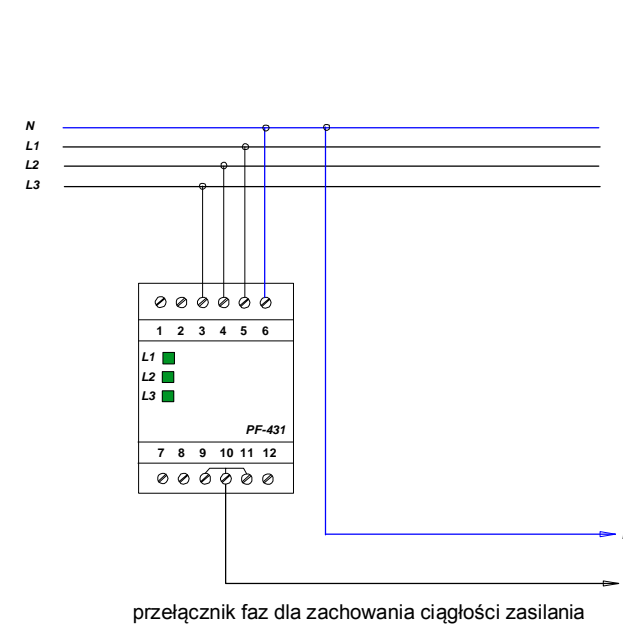 N
L1
L2
L3
1 2 3 4 5 6
L1
L2
L3
PF-431
7 8 9 10 11 12
przełącznik faz dla zachowania ciągłości zasilania